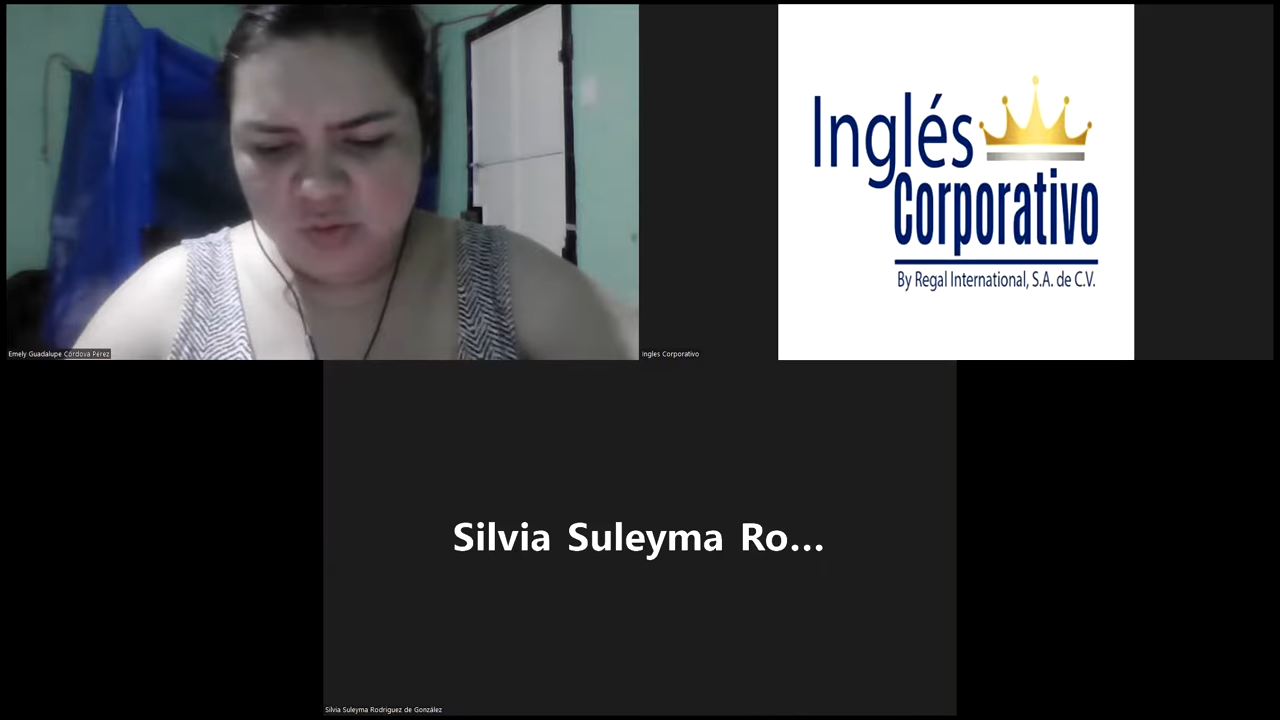 Emely Guadalupe Córdova Pérez
Inglés
Corporativo
By Regal International, S.A. de C.V.
Ingles Corporativo
Silvia Suleyma Ro...
Silvia Suleyma Rodriguez de González